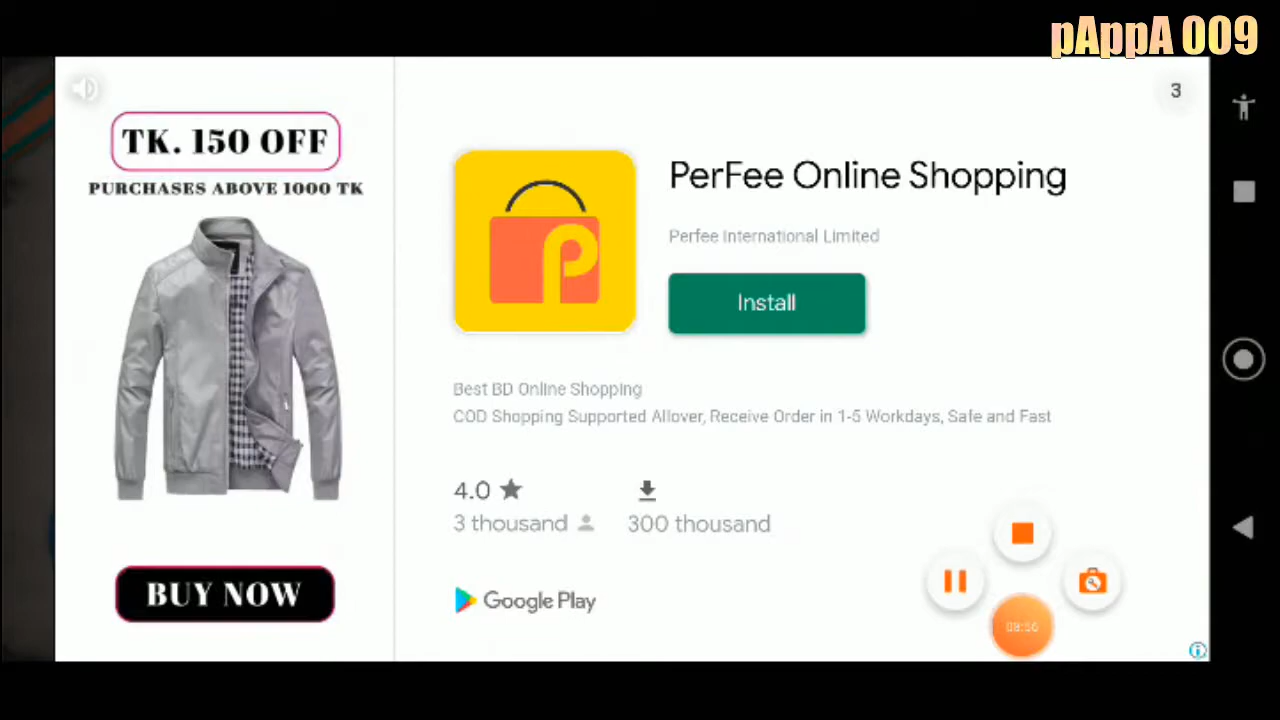 pAppA 009
3
TK. 150 OFF
PURCHASES ABOVE 1000 TK
BUY NOW
PerFee Online Shopping
Perfee International Limited
Install
Best BD Online Shopping
COD Shopping Supported Allover, Receive Order in 1-5 Workdays, Safe and Fast
4.0
3 thousand
300 thousand
Google Play